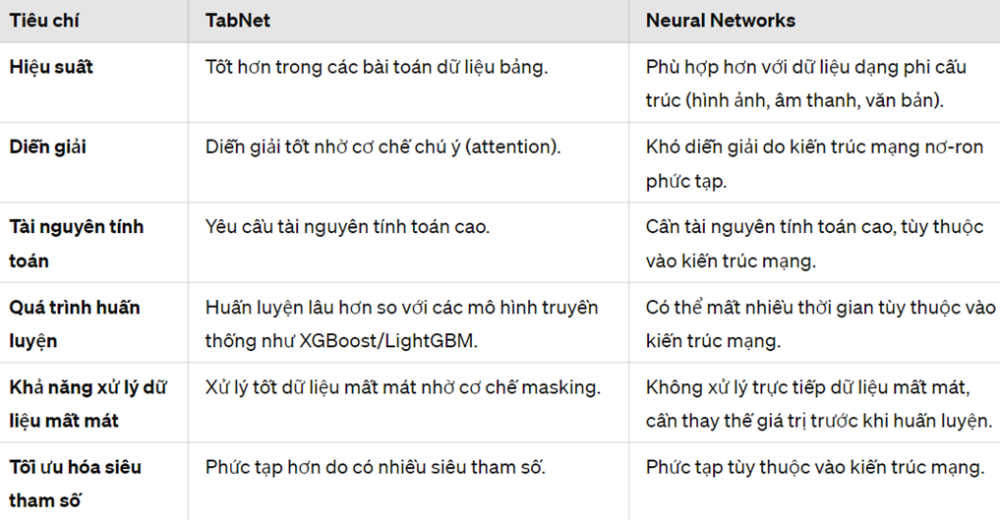 Tiêu chí TabNet Neural Networks
Hiệu suất Tốt hơn trong các bài toán dữ liệu bảng. Phù hợp hơn với dữ liệu dạng phi cấu
trúc (hình ảnh, âm thanh, văn bản).
Diễn giải Diễn giải tốt nhờ cơ chế chú ý (attention). Khó diễn giải do kiến trúc mạng nơ-ron
phức tạp.
Tài nguyên tính Yêu cầu tài nguyên tính toán cao. Cần tài nguyên tính toán cao, tùy thuộc
toán vào kiến trúc mạng.
Quá trình huấn Huấn luyện lâu hơn so với các mô hình truyền Có thể mất nhiều thời gian tùy thuộc vào
luyện thống như XGBoost/LightGBM. kiến trúc mạng.
Khả năng xử lý dữ Xử lý tốt dữ liệu mất mát nhờ cơ chế masking. Không xử lý trực tiếp dữ liệu mất mát,
liệu mất mát cần thay thế giá trị trước khi huấn luyện.
Tối ưu hóa siêu Phức tạp hơn do có nhiều siêu tham số. Phức tạp tùy thuộc vào kiến trúc mạng.
tham số